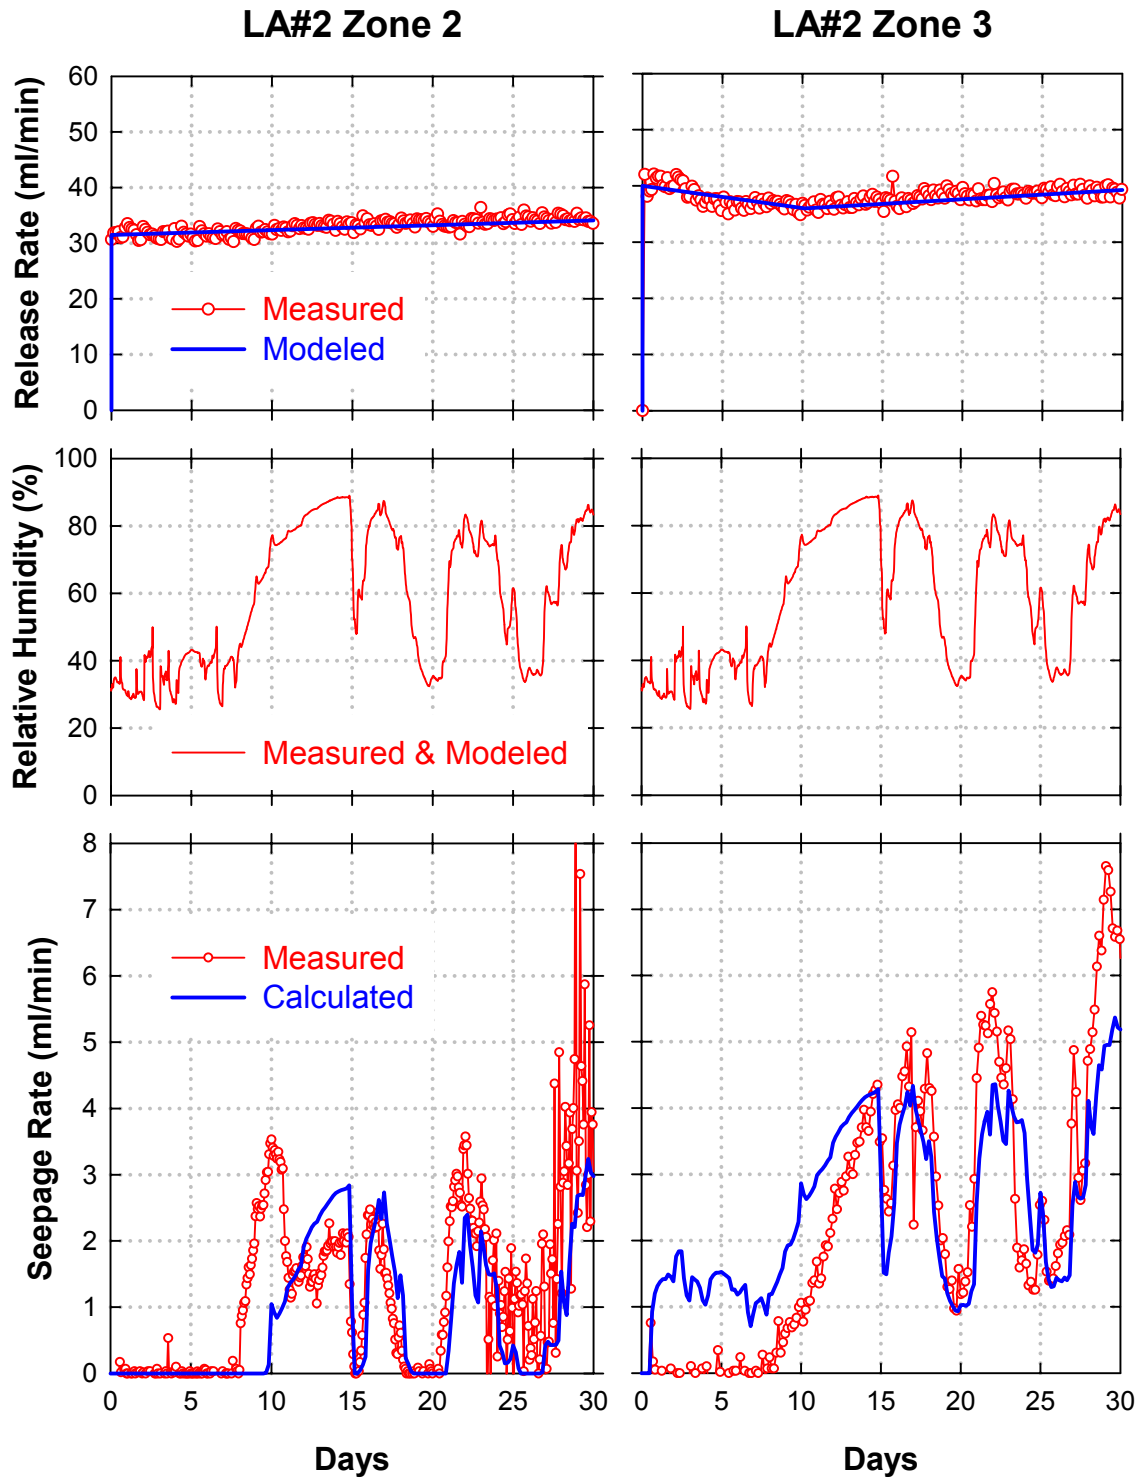 LA#2 Zone 2 LA#2 Zone 3
Release Rate (ml/min)
60
50
40
30
20
10
0
Measured
Modeled
Relative Humidity (%)
100
80
60
40
20
0
Measured & Modeled
Seepage Rate (ml/min)
8
7
6
5
4
3
2
1
0
Measured
Calculated
0 5 10 15 20 25 30 0 5 10 15 20 25 30
Days Days